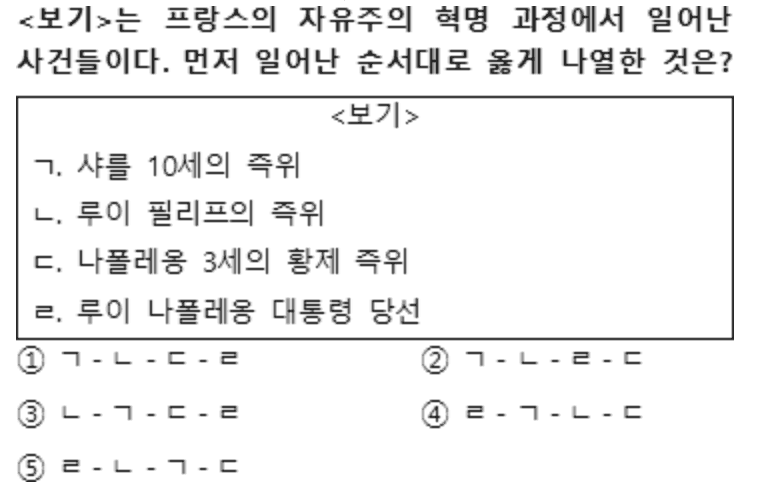 <보기>는 프랑스의 자유주의 혁명 과정에서 일어난
사건들이다. 먼저 일어난 순서대로 옳게 나열한 것은?
<보기>
ㄱ. 샤를 10세의 즉위
ㄴ. 루이 필리프의 즉위
ㄷ. 나폴레옹 3세의 황제 즉위
ㄹ. 루이 나폴레옹 대통령 당선
① ㄱ - ㄴ - ㄷ - ㄹ ② ㄱ - ㄴ - ㄹ - ㄷ
③ ㄴ - ㄱ - ㄷ - ㄹ ④ ㄹ - ㄱ - ㄴ - ㄷ
⑤ ㄹ - ㄴ - ㄱ - ㄷ